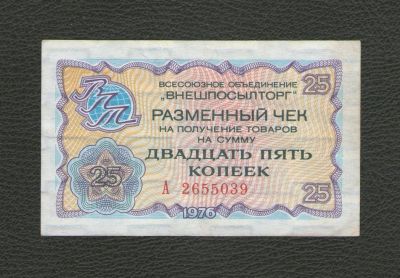 ВСЕСОЮЗНОЕ ОБЪЕДИНЕНИЕ
25 „ВНЕШПОСЫЛТОРГ" 25
ВПТ
РАЗМЕННЫЙ ЧЕК
НА ПОЛУЧЕНИЕ ТОВАРОВ
НА СУММУ
ДВАДЦАТЬ ПЯТЬ
КОПЕЕК
25
А 2655039 25
1976